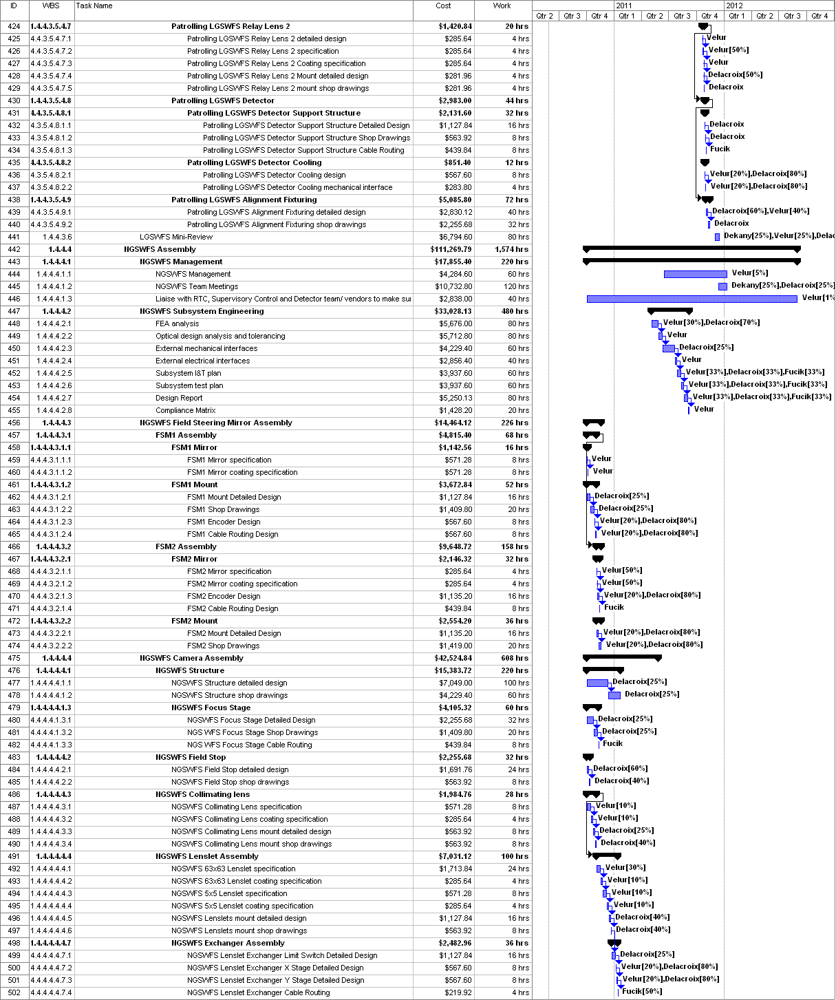 ID WBS Task Name Cost Work 2011 2012
Qtr 2 Qtr 3 Qtr 4 Qtr 1 Qtr 2 Qtr 3 Qtr 4 Qtr 1 Qtr 2 Qtr 3 Qtr 4
424 1.4.4.3.5.4.7 Patrolling LGSWFS Relay Lens 2 $1,420.84 20 hrs
425 4.4.3.5.4.7.1 Patrolling LGSWFS Relay Lens 2 detailed design $285.64 4 hrs Velur
426 4.4.3.5.4.7.2 Patrolling LGSWFS Relay Lens 2 specification $285.64 4 hrs Velur[50%]
427 4.4.3.5.4.7.3 Patrolling LGSWFS Relay Lens 2 Coating specification $285.64 4 hrs Velur
428 4.4.3.5.4.7.4 Patrolling LGSWFS Relay Lens 2 Mount detailed design $281.96 4 hrs Delacroix[50%]
429 4.4.3.5.4.7.5 Patrolling LGSWFS Relay Lens 2 mount shop drawings $281.96 4 hrs Delacroix
430 1.4.4.3.5.4.8 Patrolling LGSWFS Detector $2,983.00 44 hrs
431 4.4.3.5.4.8.1 Patrolling LGSWFS Detector Support Structure $2,131.60 32 hrs
432 4.3.5.4.8.1.1 Patrolling LGSWFS Detector Support Structure Detailed Design $1,127.84 16 hrs Delacroix
433 4.3.5.4.8.1.2 Patrolling LGSWFS Detector Support Structure Shop Drawings $563.92 8 hrs Delacroix
434 4.3.5.4.8.1.3 Patrolling LGSWFS Detector Support Structure Cable Routing $439.84 8 hrs Fucik
435 4.4.3.5.4.8.2 Patrolling LGSWFS Detector Cooling $851.40 12 hrs
436 4.3.5.4.8.2.1 Patrolling LGSWFS Detector Cooling design $567.60 8 hrs Velur[20%],Delacroix[80%]
437 4.3.5.4.8.2.2 Patrolling LGSWFS Detector Cooling mechanical interface $283.80 4 hrs Velur[20%],Delacroix[80%]
438 1.4.4.3.5.4.9 Patrolling LGSWFS Alignment Fixturing $5,085.80 72 hrs
439 4.4.3.5.4.9.1 Patrolling LGSWFS Alignment Fixturing detailed design $2,830.12 40 hrs Delacroix[60%],Velur[40%]
440 4.4.3.5.4.9.2 Patrolling LGSWFS Alignment Fixturing shop drawings $2,255.68 32 hrs Delacroix
441 1.4.4.3.6 LGSWFS Mini-Review $6,794.60 80 hrs Dekany[25%],Velur[25%],Delac
442 1.4.4.4 NGSWFS Assembly $111,269.79 1,574 hrs
443 1.4.4.4.1 NGSWFS Management $17,855.40 220 hrs
444 1.4.4.4.1.1 NGSWFS Management $4,284.60 60 hrs Velur[5%]
445 1.4.4.4.1.2 NGSWFS Team Meetings $10,732.80 120 hrs Dekany[25%],Delacroix[25%]
446 1.4.4.4.1.3 Liaise with RTC, Supervisory Control and Detector team/ vendors to make sui $2,838.00 40 hrs Velur[1%
447 1.4.4.4.2 NGSWFS Subsystem Engineering $33,028.13 480 hrs
448 1.4.4.4.2.1 FEA analysis $5,676.00 80 hrs Velur[30%],Delacroix[70%]
449 1.4.4.4.2.2 Optical design analysis and tolerancing $5,712.80 80 hrs Velur
450 1.4.4.4.2.3 External mechanical interfaces $4,229.40 60 hrs Delacroix[25%]
451 1.4.4.4.2.4 External electrical interfaces $2,856.40 40 hrs Velur
452 1.4.4.4.2.5 Subsystem I&T plan $3,937.60 60 hrs Velur[33%],Delacroix[33%],Fucik[33%]
453 1.4.4.4.2.6 Subsystem test plan $3,937.60 60 hrs Velur[33%],Delacroix[33%],Fucik[33%]
454 1.4.4.4.2.7 Design Report $5,250.13 80 hrs Velur[33%],Delacroix[33%],Fucik[33%]
455 1.4.4.4.2.8 Compliance Matrix $1,428.20 20 hrs Velur
456 1.4.4.4.3 NGSWFS Field Steering Mirror Assembly $14,464.12 226 hrs
457 1.4.4.4.3.1 FSM1 Assembly $4,815.40 68 hrs
458 1.4.4.4.3.1.1 FSM1 Mirror $1,142.56 16 hrs
459 4.4.4.3.1.1.1 FSM1 Mirror specification $571.28 8 hrs Velur
460 4.4.4.3.1.1.2 FSM1 Mirror coating specification $571.28 8 hrs Velur
461 1.4.4.4.3.1.2 FSM1 Mount $3,672.84 52 hrs
462 4.4.4.3.1.2.1 FSM1 Mount Detailed Design $1,127.84 16 hrs Delacroix[25%]
463 4.4.4.3.1.2.2 FSM1 Shop Drawings $1,409.80 20 hrs Delacroix[25%]
464 4.4.4.3.1.2.3 FSM1 Encoder Design $567.60 8 hrs Velur[20%],Delacroix[80%]
465 4.4.4.3.1.2.4 FSM1 Cable Routing Design $567.60 8 hrs Velur[20%],Delacroix[80%]
466 1.4.4.4.3.2 FSM2 Assembly $9,648.72 158 hrs
467 1.4.4.4.3.2.1 FSM2 Mirror $2,146.32 32 hrs
468 4.4.4.3.2.1.1 FSM2 Mirror specification $285.64 4 hrs Velur[50%]
469 4.4.4.3.2.1.2 FSM2 Mirror coating specification $285.64 4 hrs Velur[50%]
470 4.4.4.3.2.1.3 FSM2 Encoder Design $1,135.20 16 hrs Velur[20%],Delacroix[80%]
471 4.4.4.3.2.1.4 FSM2 Cable Routing Design $439.84 8 hrs Fucik
472 1.4.4.4.3.2.2 FSM2 Mount $2,554.20 36 hrs
473 4.4.4.3.2.2.1 FSM2 Mount Detailed Design $1,135.20 16 hrs Velur[20%],Delacroix[80%]
474 4.4.4.3.2.2.2 FSM2 Shop Drawings $1,419.00 20 hrs Velur[20%],Delacroix[80%]
475 1.4.4.4.4 NGSWFS Camera Assembly $42,524.84 608 hrs
476 1.4.4.4.4.1 NGSWFS Structure $15,383.72 220 hrs
477 1.4.4.4.4.1.1 NGSWFS Structure detailed design $7,049.00 100 hrs Delacroix[25%]
478 1.4.4.4.4.1.2 NGSWFS Structure shop drawings $4,229.40 60 hrs Delacroix[25%]
479 1.4.4.4.4.1.3 NGSWFS Focus Stage $4,105.32 60 hrs
480 4.4.4.4.1.3.1 NGSWFS Focus Stage Detailed Design $2,255.68 32 hrs Delacroix[25%]
481 4.4.4.4.1.3.2 NGS WFS Focus Stage Shop Drawings $1,409.80 20 hrs Delacroix[25%]
482 4.4.4.4.1.3.3 NGS WFS Focus Stage Cable Routing $439.84 8 hrs Fucik
483 1.4.4.4.4.2 NGSWFS Field Stop $2,255.68 32 hrs
484 1.4.4.4.4.2.1 NGSWFS Field Stop detailed design $1,691.76 24 hrs Delacroix[60%]
485 1.4.4.4.4.2.2 NGSWFS Field Stop shop drawings $563.92 8 hrs Delacroix[40%]
486 1.4.4.4.4.3 NGSWFS Collimating lens $1,984.76 28 hrs
487 1.4.4.4.4.3.1 NGSWFS Collimating Lens specification $571.28 8 hrs Velur[10%]
488 1.4.4.4.4.3.2 NGSWFS Collimating Lens coating specification $285.64 4 hrs Velur[10%]
489 1.4.4.4.4.3.3 NGSWFS Collimating Lens mount detailed design $563.92 8 hrs Delacroix[25%]
490 1.4.4.4.4.3.4 NGSWFS Collimating Lens mount shop drawings $563.92 8 hrs Delacroix[40%]
491 1.4.4.4.4.4 NGSWFS Lenslet Assembly $7,031.12 100 hrs
492 1.4.4.4.4.4.1 NGSWFS 63x63 Lenslet specification $1,713.84 24 hrs Velur[30%]
493 1.4.4.4.4.4.2 NGSWFS 63x63 Lenslet coating specification $285.64 4 hrs Velur[10%]
494 1.4.4.4.4.4.3 NGSWFS 5x5 Lenslet specification $571.28 8 hrs Velur[10%]
495 1.4.4.4.4.4.4 NGSWFS 5x5 Lenslet coating specification $285.64 4 hrs Velur[10%]
496 1.4.4.4.4.4.5 NGSWFS Lenslets mount detailed design $1,127.84 16 hrs Delacroix[40%]
497 1.4.4.4.4.4.6 NGSWFS Lenslets mount shop drawings $563.92 8 hrs Delacroix[40%]
498 1.4.4.4.4.4.7 NGSWFS Exchanger Assembly $2,482.96 36 hrs
499 4.4.4.4.4.7.1 NGSWFS Lenslet Exchanger Limit Switch Detailed Design $1,127.84 16 hrs Delacroix[25%]
500 4.4.4.4.4.7.2 NGSWFS Lenslet Exchanger X Stage Detailed Design $567.60 8 hrs Velur[20%],Delacroix[80%]
501 4.4.4.4.4.7.3 NGSWFS Lenslet Exchanger Y Stage Detailed Design $567.60 8 hrs Velur[20%],Delacroix[80%]
502 4.4.4.4.4.7.4 NGSWFS Lenslet Exchanger Cable Routing $219.92 4 hrs Fucik[50%]